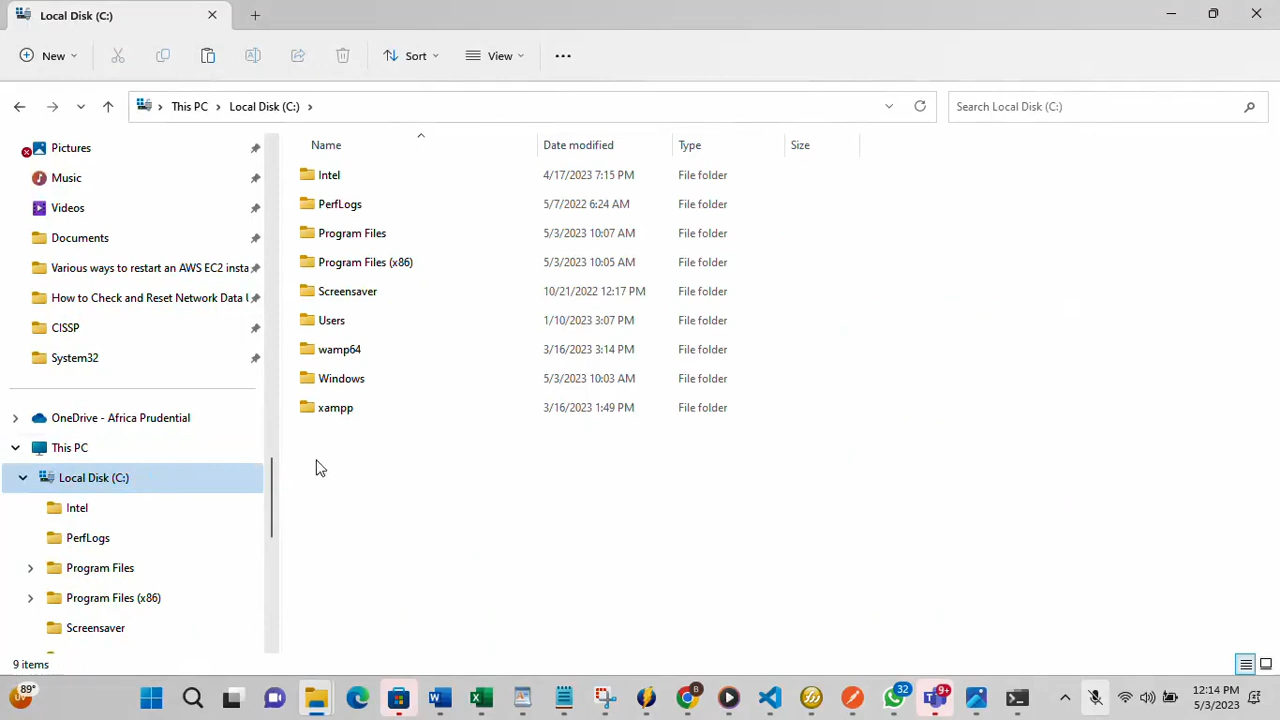 Local Disk (C:)
New Sort View
This PC Local Disk (C:) Search Local Disk (C:)
Name Date modified Type Size
Pictures
Music
Videos
Documents
Various ways to restart an AWS EC2 insta
How to Check and Reset Network Data U
CISSP
System32
OneDrive - Africa Prudential
This PC
Local Disk (C:)
Intel
PerfLogs
Program Files
Program Files (x86)
Screensaver
Intel 4/17/2023 7:15 PM File folder
PerfLogs 5/7/2022 6:24 AM File folder
Program Files 5/3/2023 10:07 AM File folder
Program Files (x86) 5/3/2023 10:05 AM File folder
Screensaver 10/21/2022 12:17 PM File folder
Users 1/10/2023 3:07 PM File folder
wamp64 3/16/2023 3:14 PM File folder
Windows 5/3/2023 10:03 AM File folder
xampp 3/16/2023 1:49 PM File folder
9 items
89° 32 9+ 12:14 PM
5/3/2023